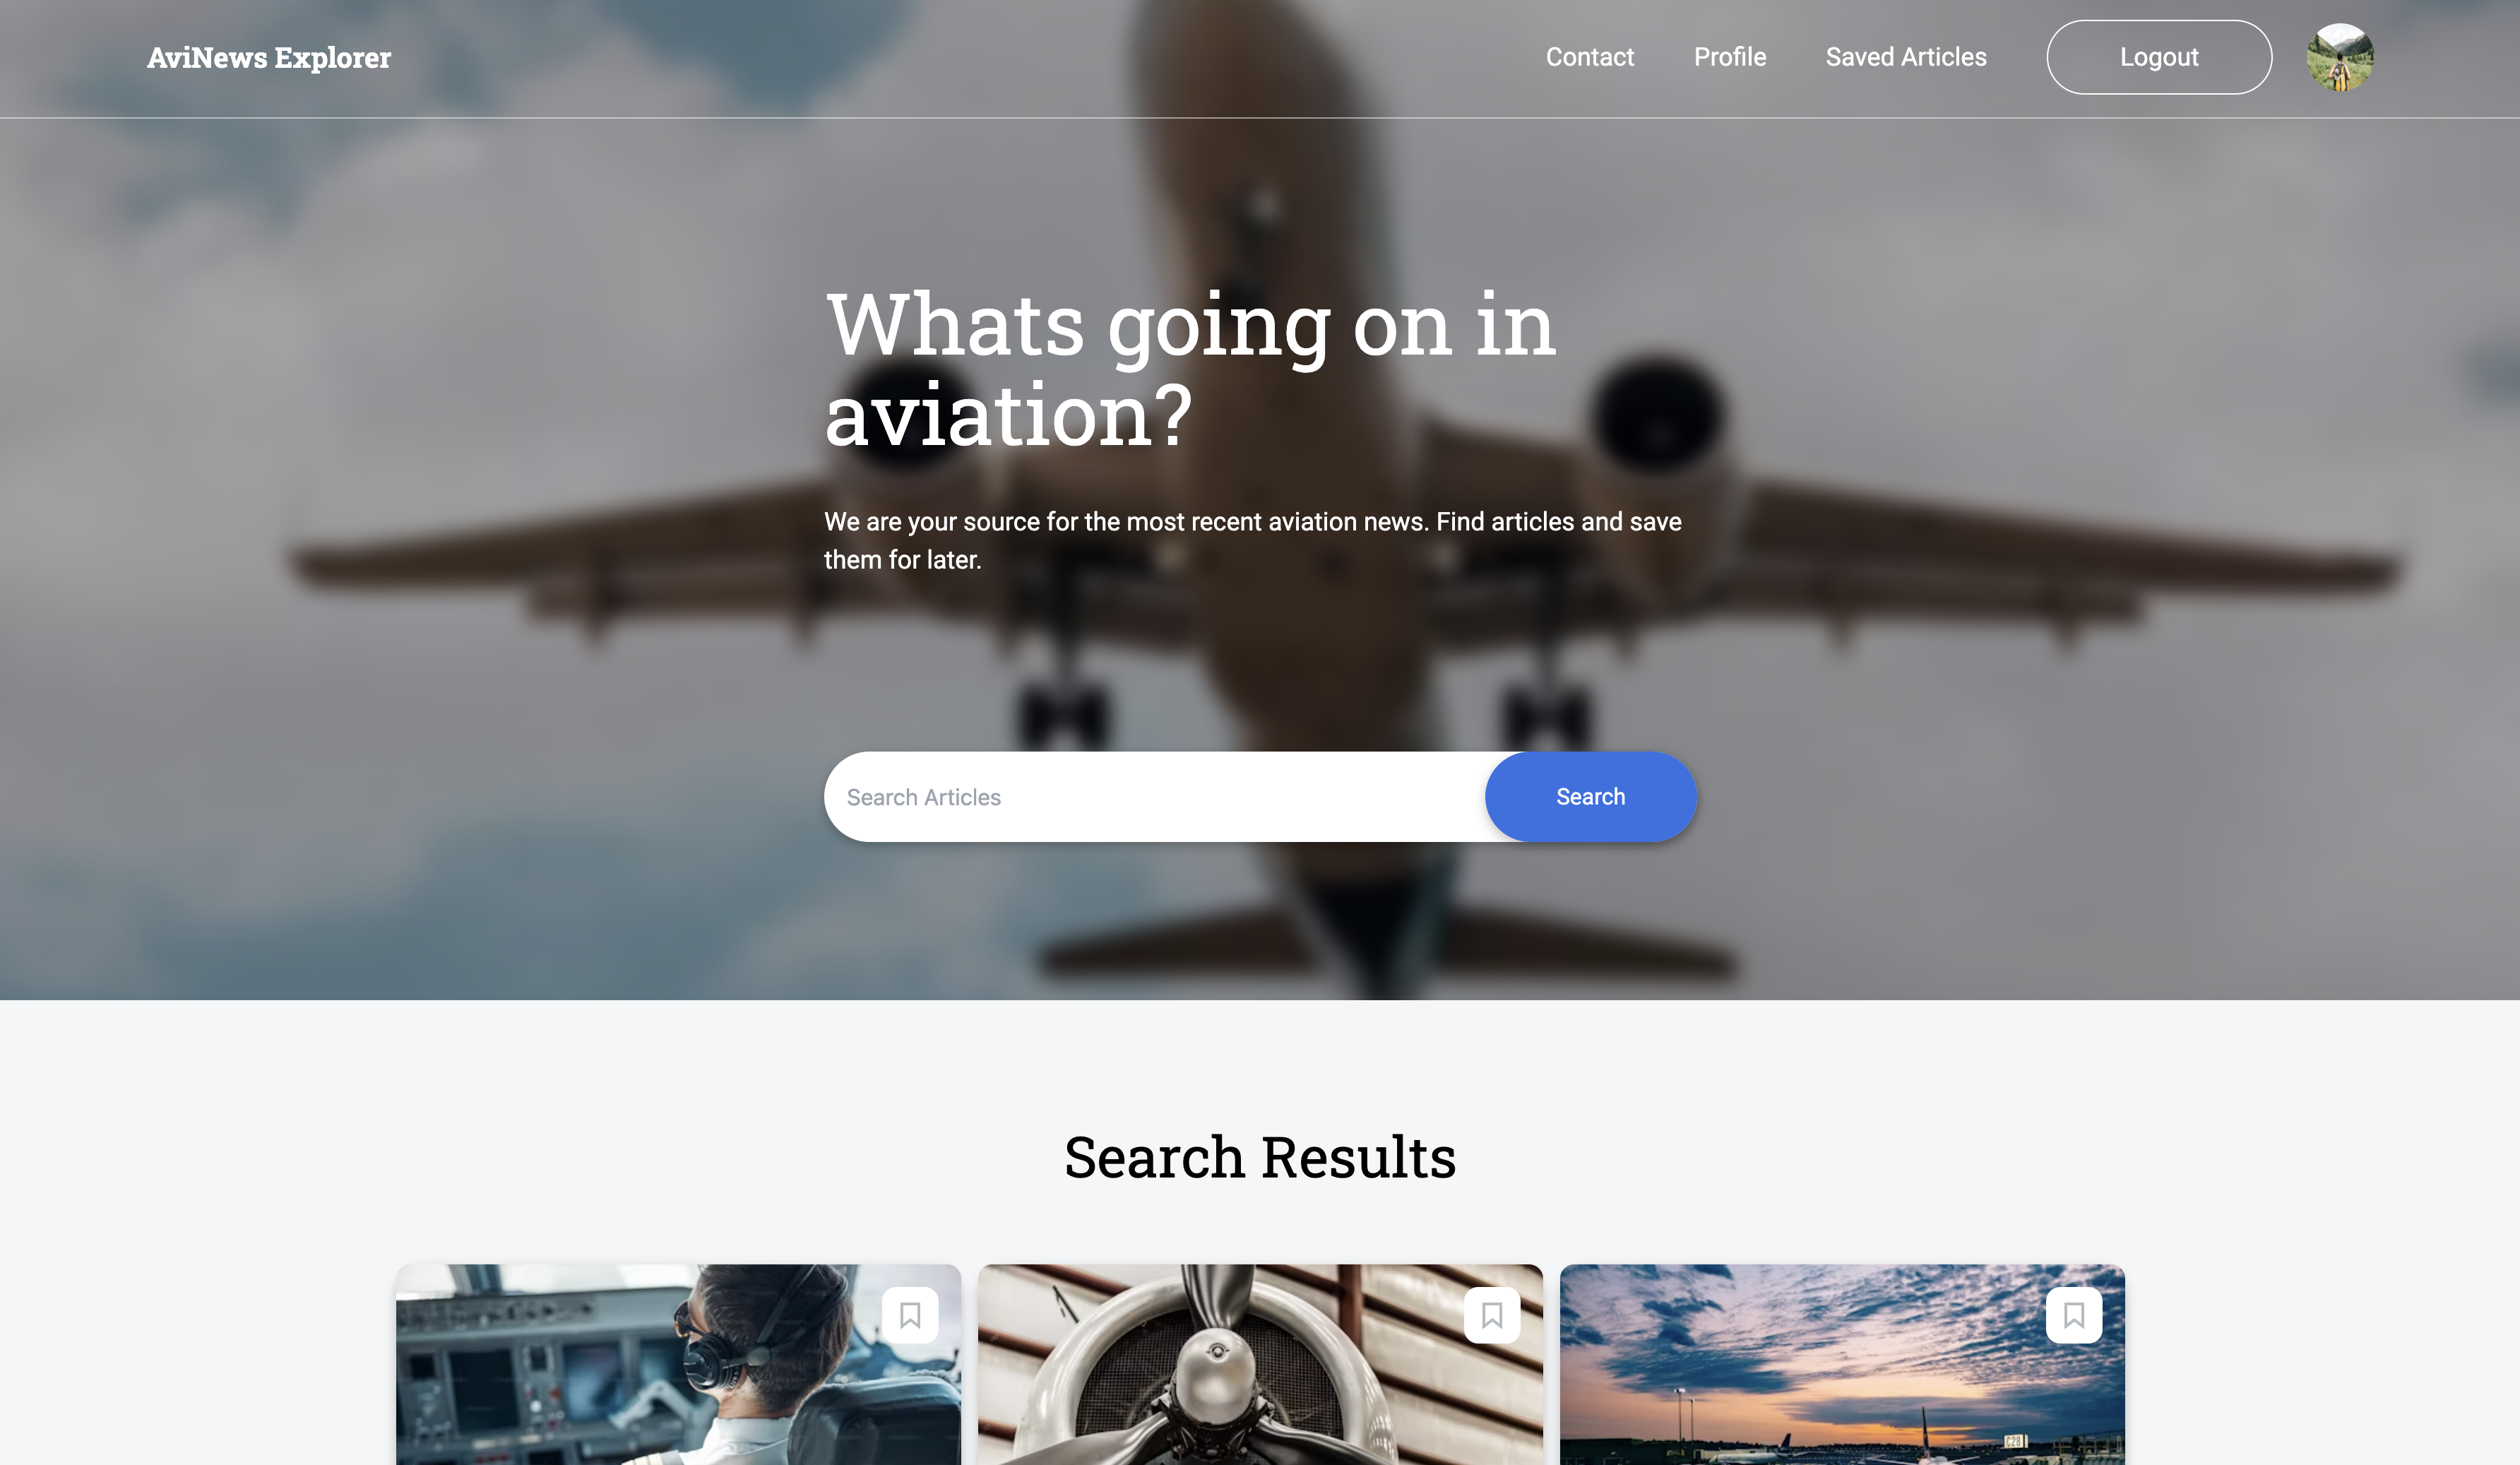 AviNews Explorer
Contact
Profile
Saved Articles
Logout
Whats going on in
aviation?
We are your source for the most recent aviation news. Find articles and save
them for later.
Search Articles
Search
Search Results
C28